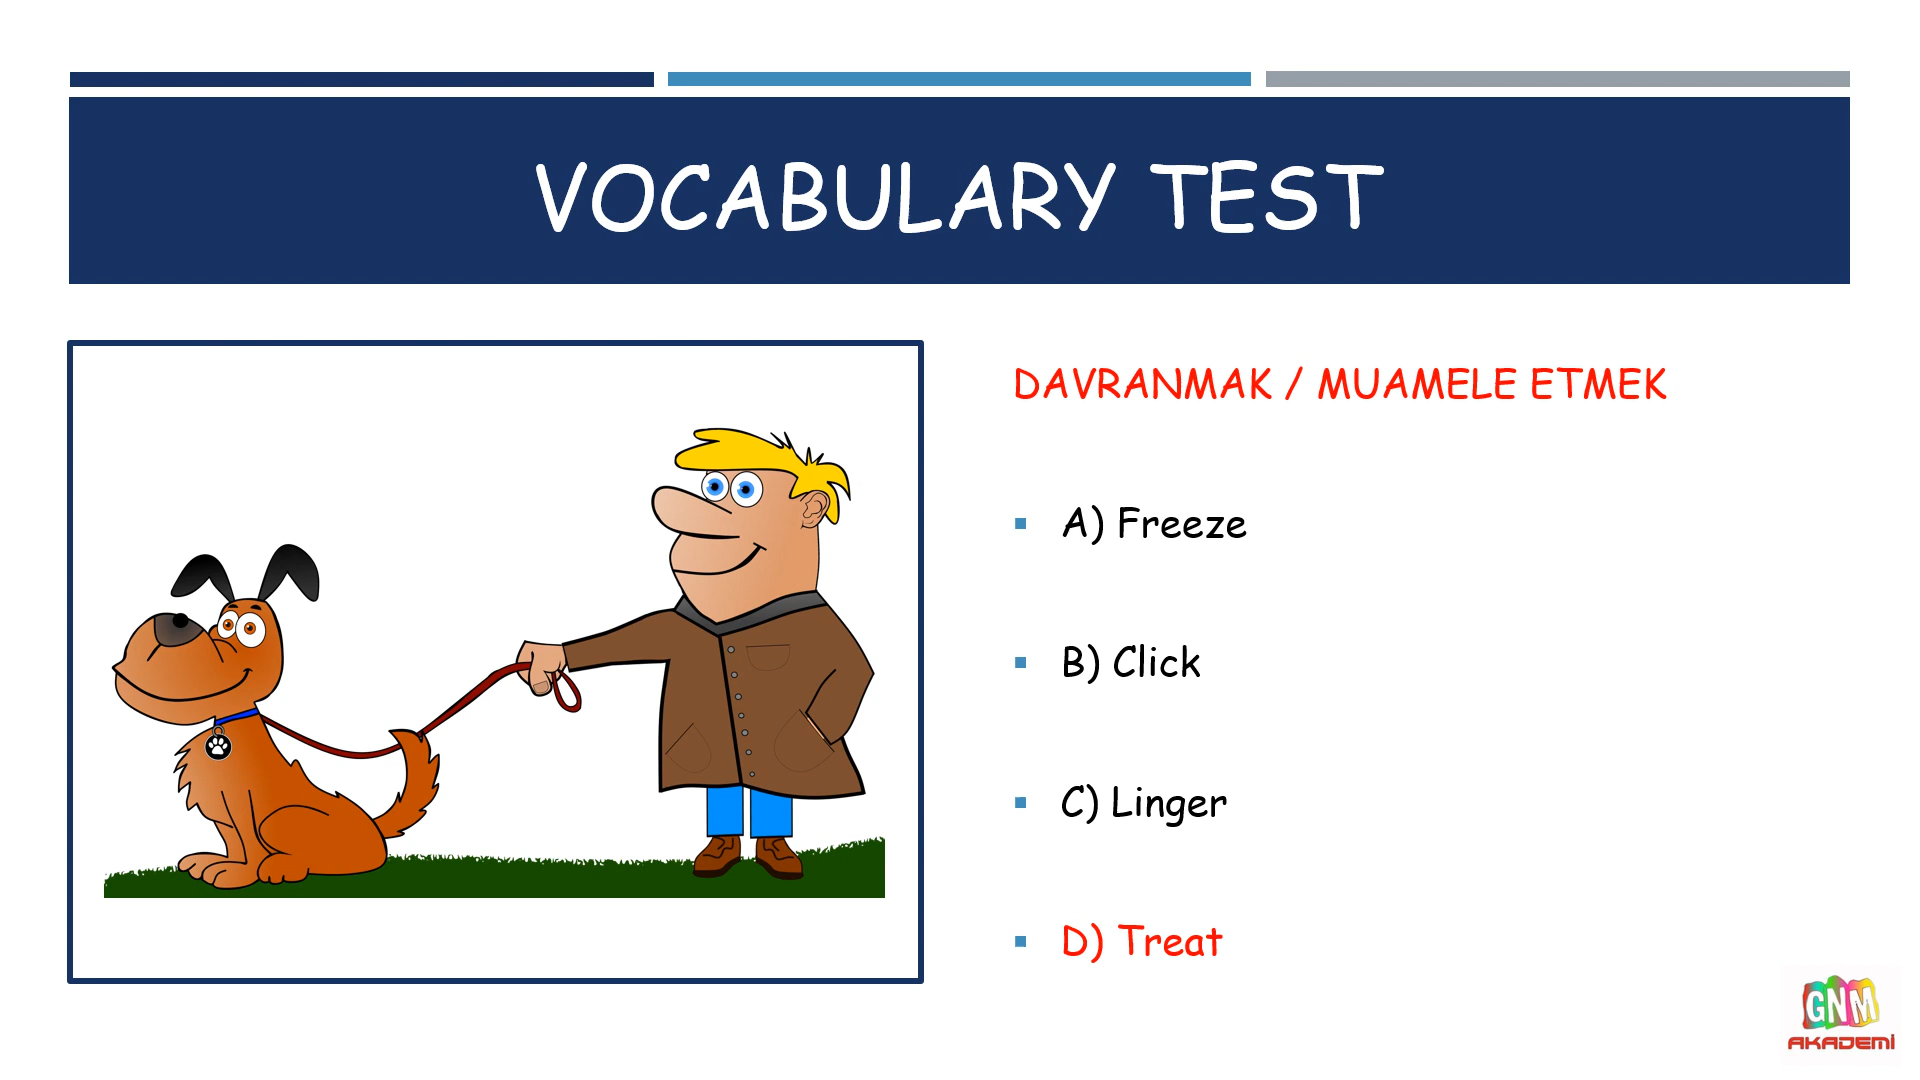 VOCABULARY TEST
DAVRANMAK / MUAMELE ETMEK
A) Freeze
B) Click
C) Linger
D) Treat
GNM
AKADEMİ